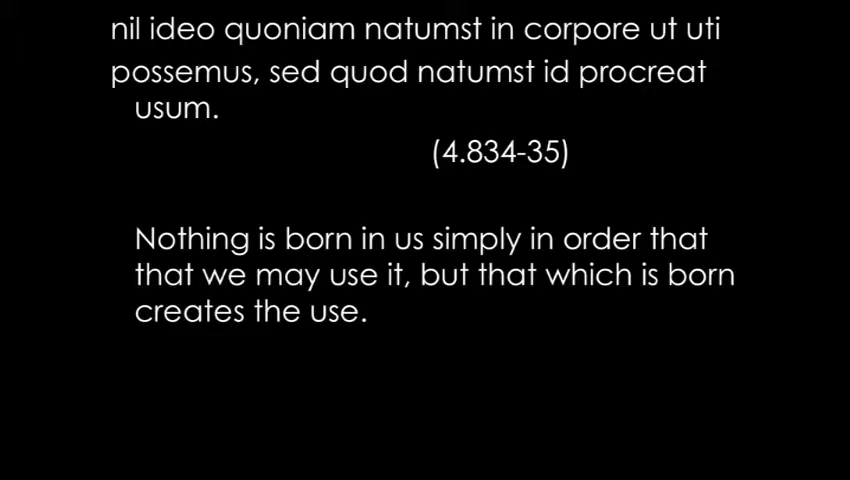 nil ideo quoniam natumst in corpore ut uti
possemus, sed quod natumst id procreat
usum.
(4.834-35)
Nothing is born in us simply in order that
that we may use it, but that which is born
creates the use.